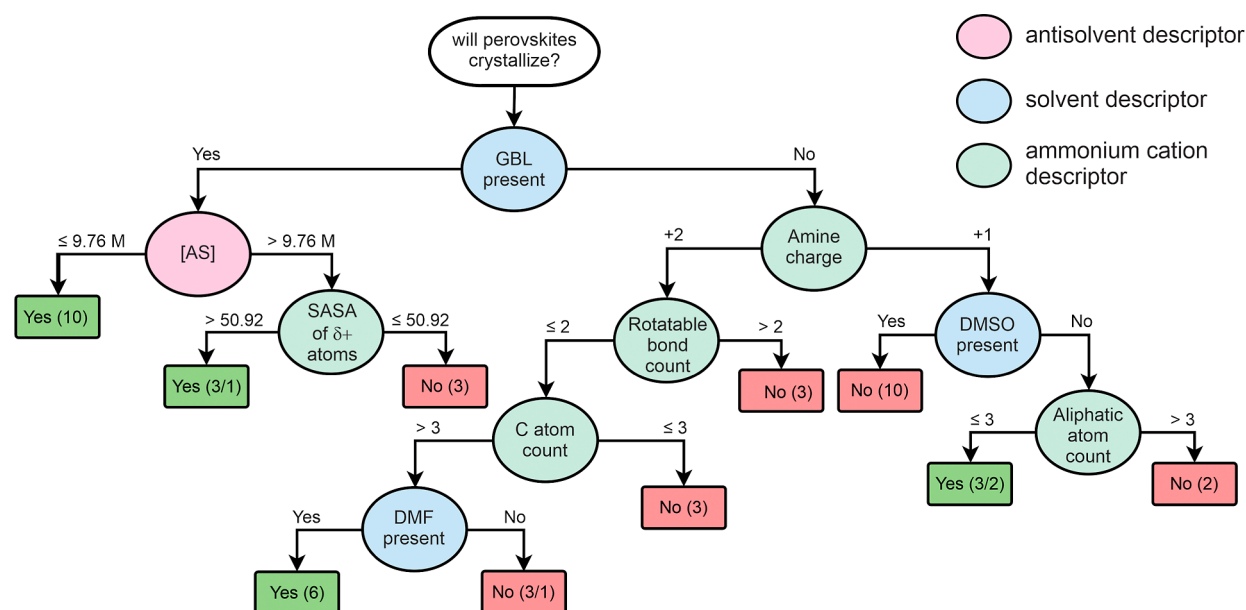 will perovskites
crystallize?
antisolvent descriptor
solvent descriptor
ammonium cation
descriptor
GBL
present
Yes
No
[AS]
≤ 9.76 M
> 9.76 M
Yes (10)
SASA
of δ+
atoms
> 50.92
≤ 50.92
Yes (3/1)
No (3)
Amine
charge
+2
+1
Rotatable
bond
count
≤ 2
> 2
No (3)
C atom
count
> 3
≤ 3
No (3)
DMF
present
Yes
No
Yes (6)
No (3/1)
DMSO
present
Yes
No
No (10)
Aliphatic
atom
count
≤ 3
> 3
Yes (3/2)
No (2)